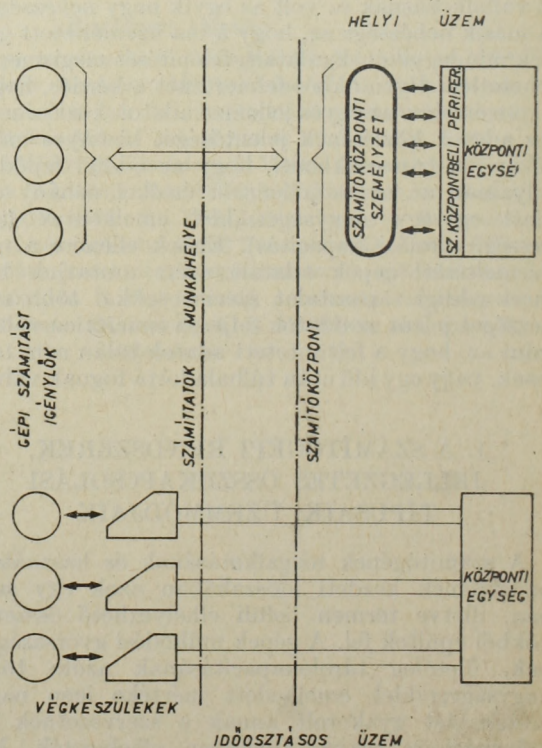 HELYI ÜZEM
GÉPI SZÁMÍTÁST
IGÉNYLŐK
SZÁMÍTTATÓK MUNKAHELYE
SZÁMÍTÓKÖZPONT
SZÁMÍTÓKÖZPONTI
SZEMÉLYZET
SZ. KÖZPONTBELI PERIFER.
KÖZPONTI
EGYSÉG
KÖZPONTI
EGYSÉG
VÉGKÉSZÜLÉKEK
IDŐOSZTÁSOS ÜZEM